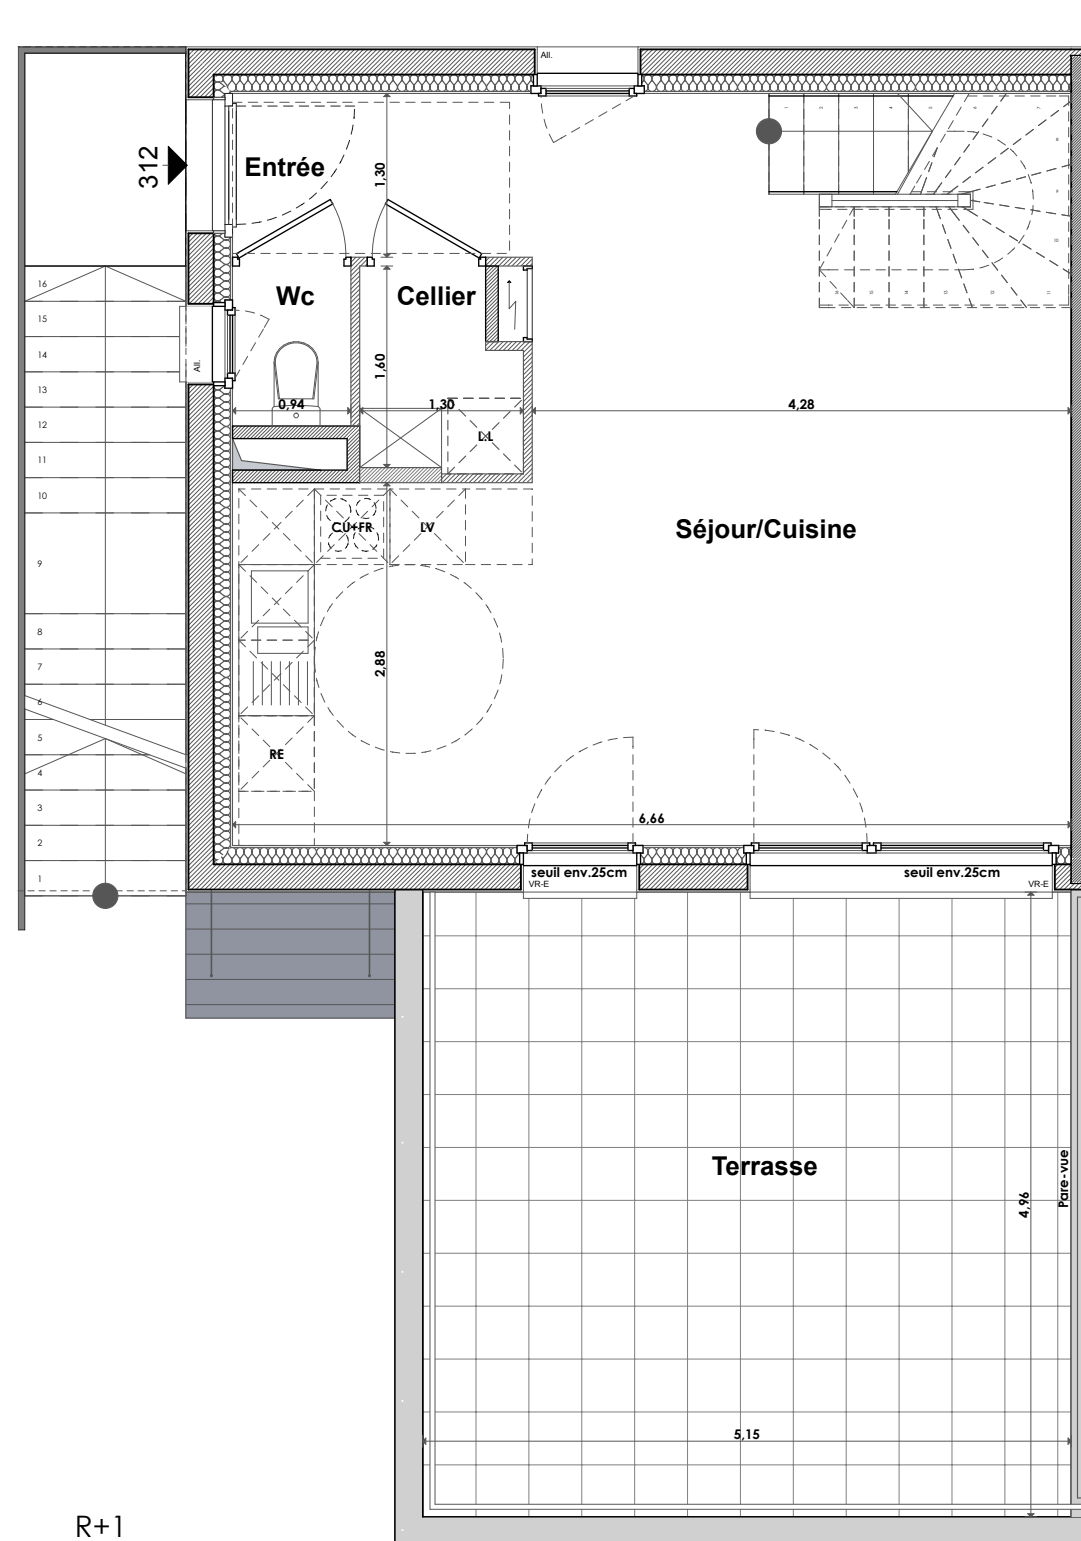 All.
312
Entrée
1,30
Wc
Cellier
16
15
14
13
12
11
10
9
8
7
6
5
4
3
2
1
All.
1,60
0,94
1,30
4,28
L.L
CU+FR
LV
Séjour/Cuisine
2,88
RE
6,66
seuil env.25cm
VR-E
seuil env.25cm
VR-E
Terrasse
Pare-vue
4,96
5,15
R+1